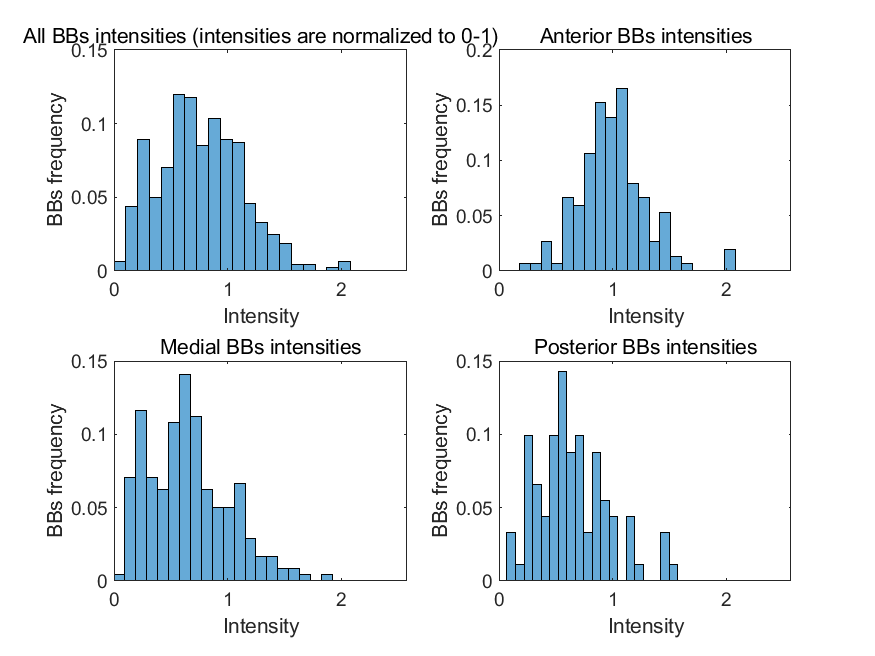 All BBs intensities (intensities are normalized to 0-1)
0.15
0.1
0.05
0
BBs frequency
0 1 2
Intensity
Anterior BBs intensities
0.2
0.15
0.1
0.05
0
BBs frequency
0 1 2
Intensity
Medial BBs intensities
0.15
0.1
0.05
0
BBs frequency
0 1 2
Intensity
Posterior BBs intensities
0.15
0.1
0.05
0
BBs frequency
0 1 2
Intensity